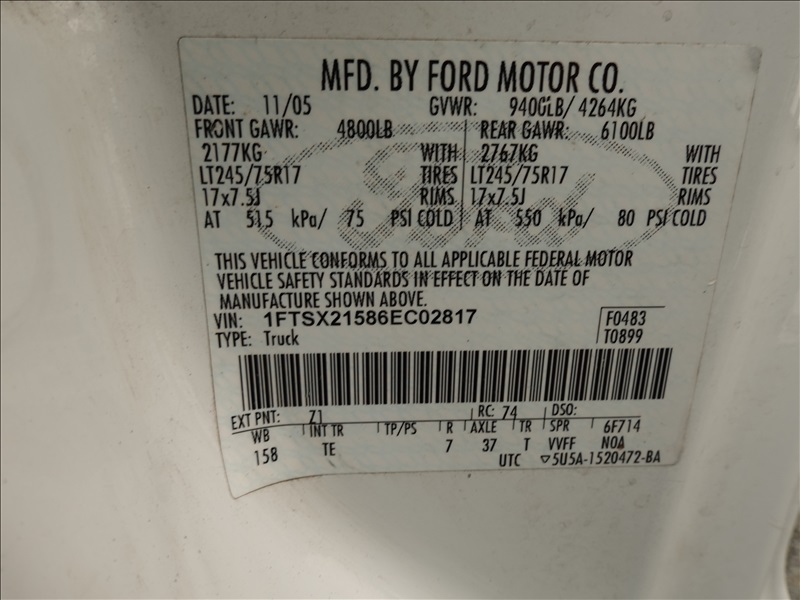 MFD. BY FORD MOTOR CO.
DATE: 11/05 GVWR: 9400LB/ 4264KG
FRONT GAWR: 4800LB REAR GAWR: 6100LB
2177KG WITH 2767KG WITH
LT245/75R17 TIRES LT245/75R17 TIRES
17x7.5J RIMS 17x7.5J RIMS
AT 515 kPa/ 75 PSI COLD AT 550 kPa/ 80 PSI COLD
Ford
THIS VEHICLE CONFORMS TO ALL APPLICABLE FEDERAL MOTOR
VEHICLE SAFETY STANDARDS IN EFFECT ON THE DATE OF
MANUFACTURE SHOWN ABOVE.
VIN: 1FTSX21586EC02817 F0483
TYPE: Truck T0899
EXT PNT: Z1 RC: 74 DSO:
WB INT TR TP/PS R AXLE TR SPR 6F714
158 TE 7 37 T VVFF NOA
UTC ▽5U5A-1520472-BA